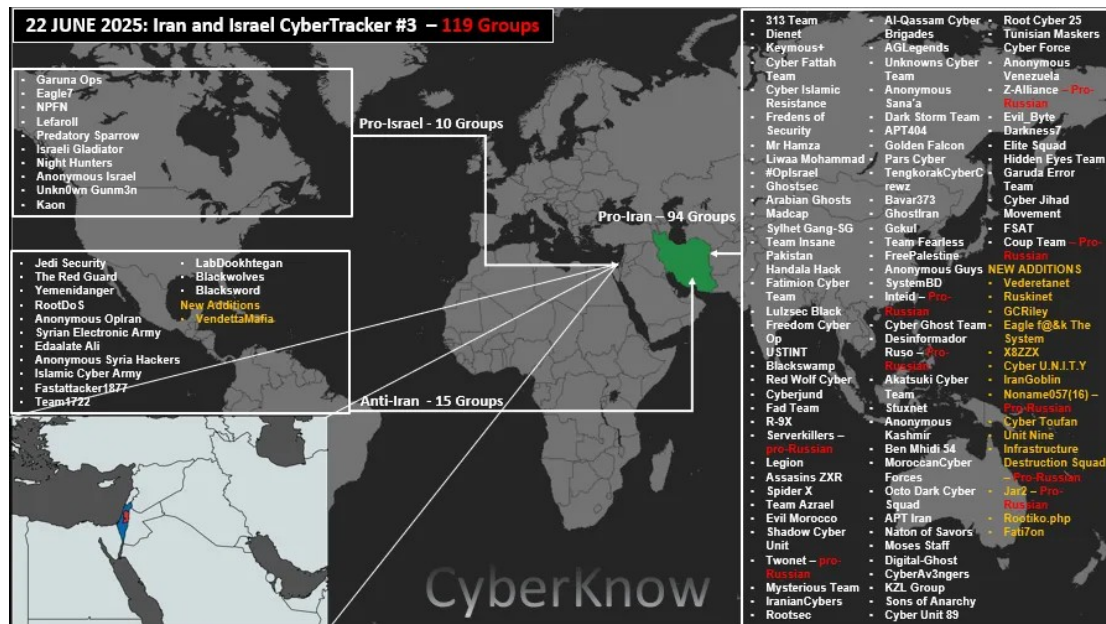 22 JUNE 2025: Iran and Israel CyberTracker #3 – 119 Groups
- Garuna Ops
- Eagle7
- NPFN
- Lefaroll
- Predatory Sparrow
- Israeli Gladiator
- Night Hunters
- Anonymous Israel
- Unkn0wn Gunm3n
- Kaon
Pro-Israel - 10 Groups
- Jedi Security
- The Red Guard
- Yemenidanger
- RootDoS
- Anonymous OpIran
- Syrian Electronic Army
- Edaalate Ali
- Anonymous Syria Hackers
- Islamic Cyber Army
- Fastattacker1877
- Team1722
- LabDookhtegan
- Blackwolves
- Blacksword
New Additions
- VendettaMafia
Anti-Iran - 15 Groups
Pro-Iran – 94 Groups
- 313 Team
- Dienet
- Keymous+
- Cyber Fattah
Team
- Cyber Islamic
Resistance
- Fredens of
Security
- Mr Hamza
- Liwaa Mohammad
- #OpIsrael
- Ghostsec
- Arabian Ghosts
- Madcap
- Sylhet Gang-SG
- Team Insane
Pakistan
- Handala Hack
- Fatimion Cyber
Team
- Lulzsec Black
- Freedom Cyber
Op
- USTINT
- Blackswamp
- Red Wolf Cyber
- Cyberjund
- Fad Team
- R-9X
- Serverkillers –
pro-Russian
- Legion
- Assasins ZXR
- Spider X
- Team Azrael
- Evil Morocco
- Shadow Cyber
Unit
- Twonet – pro-
Russian
- Mysterious Team
- IranianCybers
- Rootsec
- Al-Qassam Cyber
Brigades
- AGLegends
- Unknowns Cyber
Team
- Anonymous
Sana'a
- Dark Storm Team
- APT404
- Golden Falcon
- Pars Cyber
- TengkorakCyberC
rewz
- Bavar373
- GhostIran
- Gckul
- Team Fearless
- FreePalestine
- Anonymous Guys
- SystemBD
- Inteid – Pro-
Russian
- Cyber Ghost Team
- Desinformador
Ruso – Pro-
Russian
- Akatsuki Cyber
Team
- Stuxnet
- Anonymous
Kashmir
- Ben Mhidi 54
- MoroccanCyber
Forces
- Octo Dark Cyber
Squad
- APT Iran
- Naton of Savors
- Moses Staff
- Digital-Ghost
- CyberAv3ngers
- KZL Group
- Sons of Anarchy
- Cyber Unit 89
- Root Cyber 25
- Tunisian Maskers
Cyber Force
- Anonymous
Venezuela
- Z-Alliance – Pro-
Russian
- Evil_Byte
- Darkness7
- Elite Squad
- Hidden Eyes Team
- Garuda Error
Team
- Cyber Jihad
Movement
- FSAT
- Coup Team – Pro-
Russian
NEW ADDITIONS
- Vederetanet
- Ruskinet
- GCRiley
- Eagle f@&k The
System
- X8ZZX
- Cyber U.N.I.T.Y
- IranGoblin
- Noname057(16) –
Pro-Russian
- Cyber Toufan
- Unit Nine
- Infrastructure
Destruction Squad
– Pro-Russian
- Jar2 – Pro-
Russian
- Rootiko.php
- Fati7on
CyberKnow